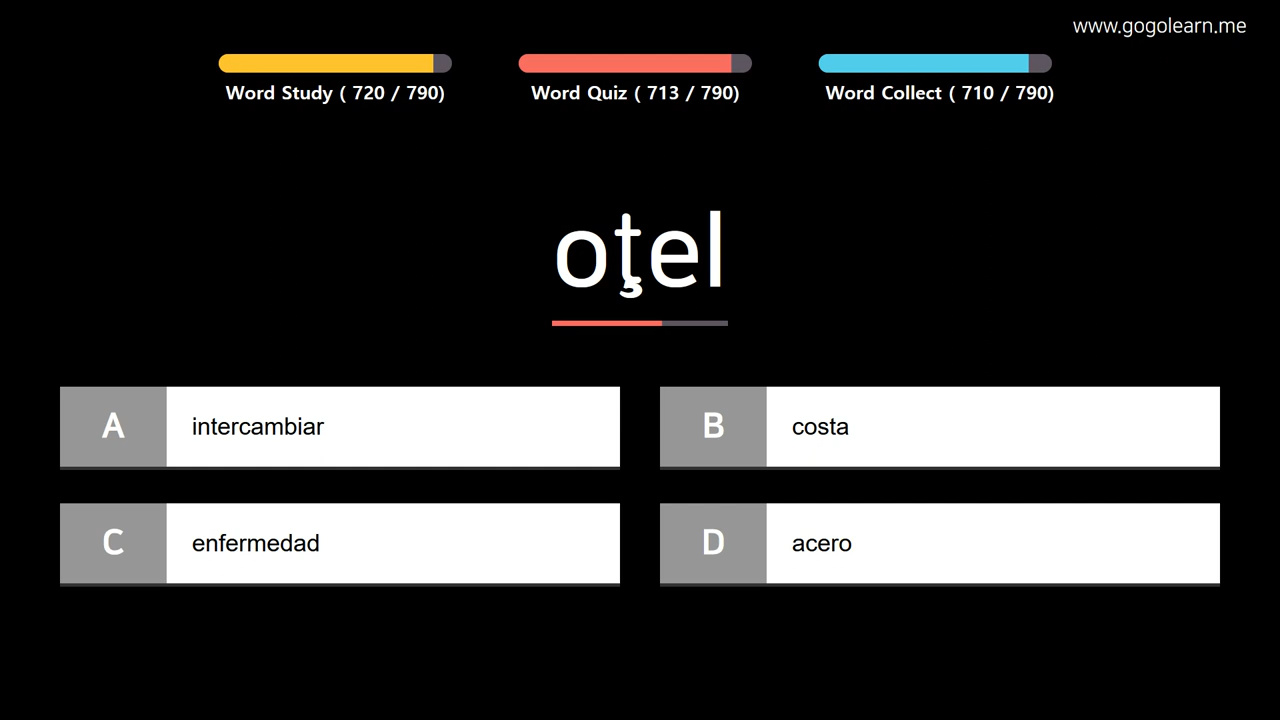 www.gogolearn.me
Word Study ( 720 / 790)
Word Quiz ( 713 / 790)
Word Collect ( 710 / 790)
oţel
A intercambiar
B costa
C enfermedad
D acero